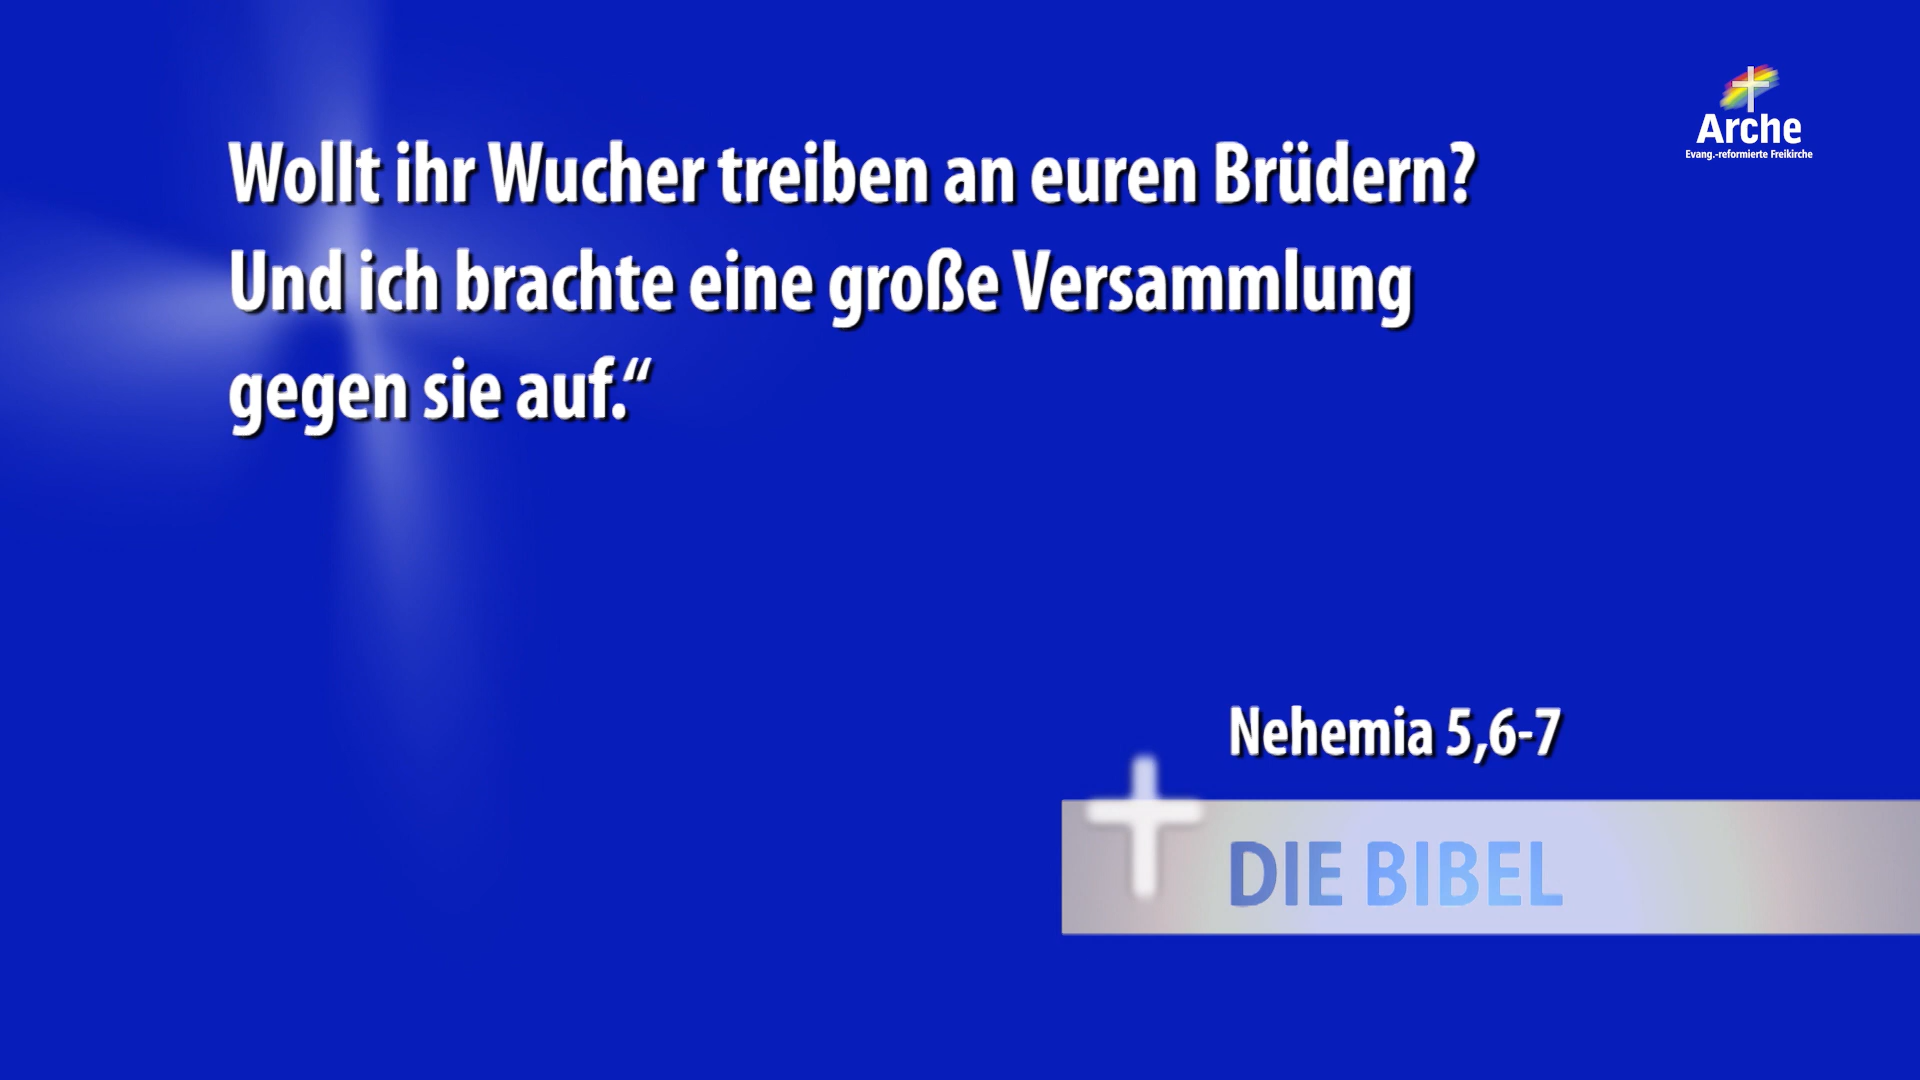 Arche
Evang.-reformierte Freikirche
Wollt ihr Wucher treiben an euren Brüdern?
Und ich brachte eine große Versammlung
gegen sie auf.“
Nehemia 5,6-7
DIE BIBEL